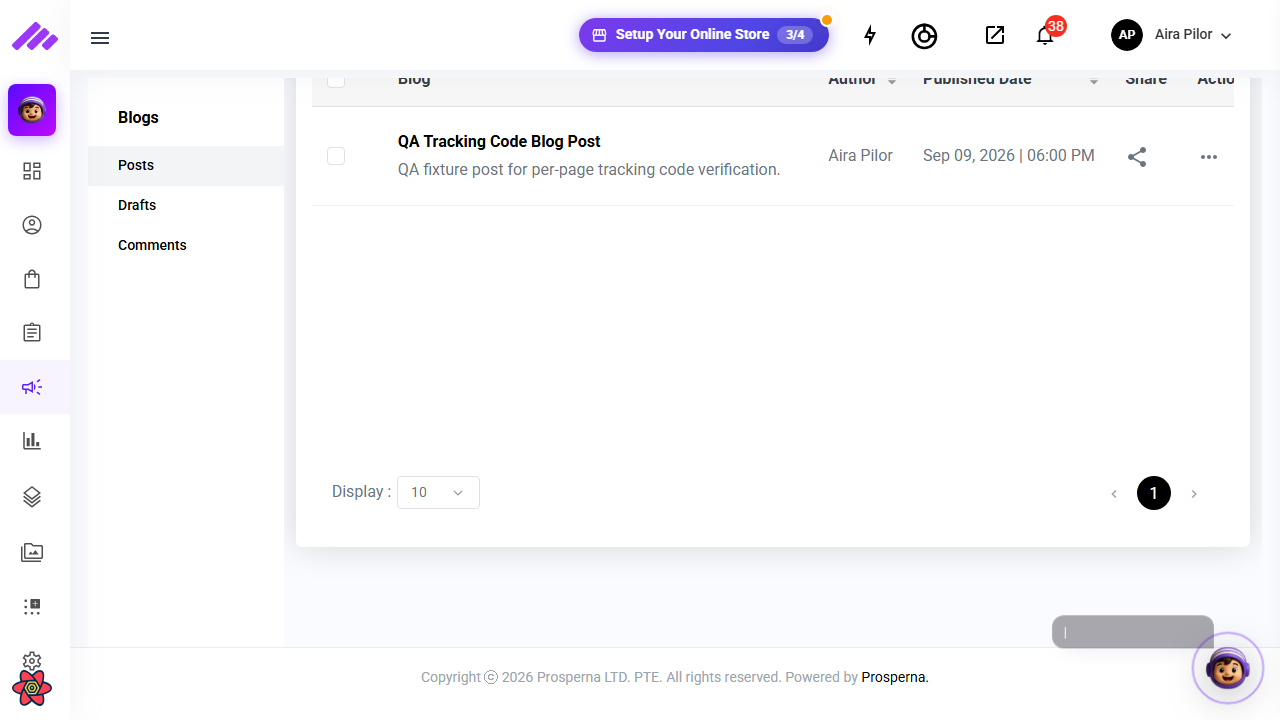 Setup Your Online Store 3/4
38
AP
Aira Pilor
Blog
Author
Published Date
Share
Actio
Blogs
Posts
Drafts
Comments
QA Tracking Code Blog Post
QA fixture post for per-page tracking code verification.
Aira Pilor
Sep 09, 2026 | 06:00 PM
Display :
10
1
Copyright © 2026 Prosperna LTD. PTE. All rights reserved. Powered by Prosperna.